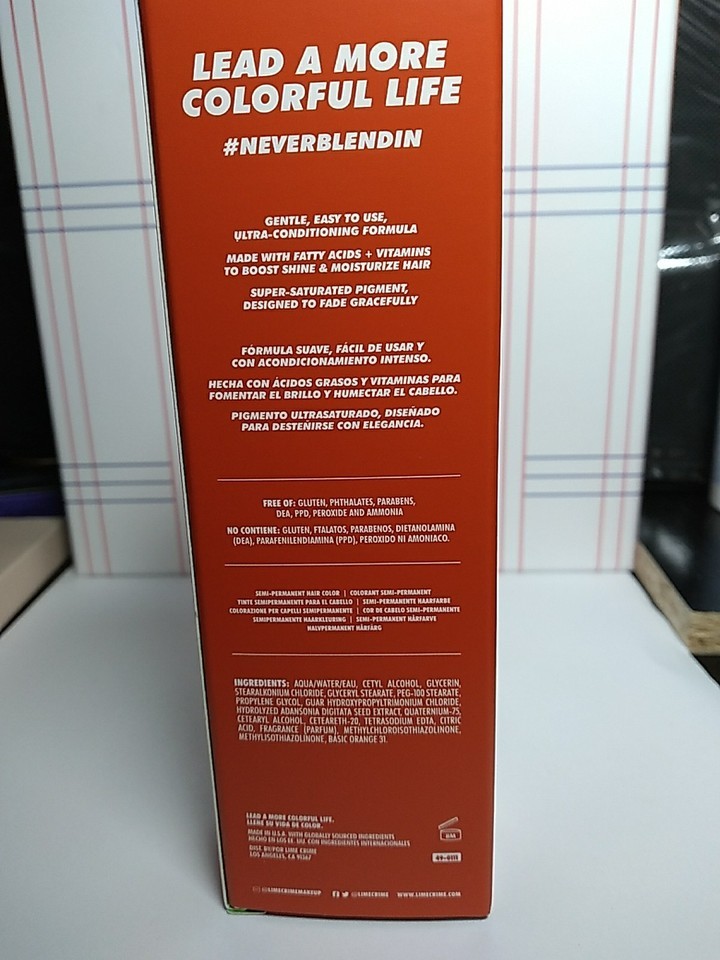 LEAD A MORE
COLORFUL LIFE
#NEVERBLENDIN
GENTLE, EASY TO USE,
ULTRA-CONDITIONING FORMULA
MADE WITH FATTY ACIDS + VITAMINS
TO BOOST SHINE & MOISTURIZE HAIR
SUPER-SATURATED PIGMENT,
DESIGNED TO FADE GRACEFULLY
FÓRMULA SUAVE, FÁCIL DE USAR Y
CON ACONDICIONAMIENTO INTENSO.
HECHA CON ÁCIDOS GRASOS Y VITAMINAS PARA
FOMENTAR EL BRILLO Y HUMECTAR EL CABELLO.
PIGMENTO ULTRASATURADO, DISEÑADO
PARA DESTEÑIRSE CON ELEGANCIA.
FREE OF: GLUTEN, PHTHALATES, PARABENS,
DEA, PPD, PEROXIDE AND AMMONIA
NO CONTIENE: GLUTEN, FTALATOS, PARABENOS, DIETANOLAMINA
(DEA), PARAFENILENDIAMINA (PPD), PEROXIDO NI AMONIACO.
SEMI-PERMANENT HAIR COLOR | COLORANT SEMI-PERMANENT
TINTE SEMIPERMANENTE PARA EL CABELLO | SEMI-PERMANENTE HAARFARBE
COLORAZIONE PER CAPELLI SEMIPERMANENTE | COR DE CABELO SEMI-PERMANENTE
SEMIPERMANENTE HAARKLEURING | SEMI-PERMANENT HÅRFARVE
HALVPERMANENT HÅRFÄRG
INGREDIENTS: AQUA/WATER/EAU, CETYL ALCOHOL, GLYCERIN,
STEARALKONIUM CHLORIDE, GLYCERYL STEARATE, PEG-100 STEARATE,
PROPYLENE GLYCOL, GUAR HYDROXYPROPYLTRIMONIUM CHLORIDE,
HYDROLYZED ADANSONIA DIGITATA SEED EXTRACT, QUATERNIUM-75,
CETEARYL ALCOHOL, CETEARETH-20, TETRASODIUM EDTA, CITRIC
ACID, FRAGRANCE (PARFUM), METHYLCHLOROISOTHIAZOLINONE,
METHYLISOTHIAZOLINONE, BASIC ORANGE 31.
LEAD A MORE COLORFUL LIFE.
LLENE SU VIDA DE COLOR.
MADE IN U.S.A. WITH GLOBALLY SOURCED INGREDIENTS
HECHO EN LOS EE. UU. CON INGREDIENTES INTERNACIONALES
DIST. BY/POR LIME CRIME
LOS ANGELES, CA 91367
@LIMECRIMEMAKEUP @LIMECRIME WWW.LIMECRIME.COM